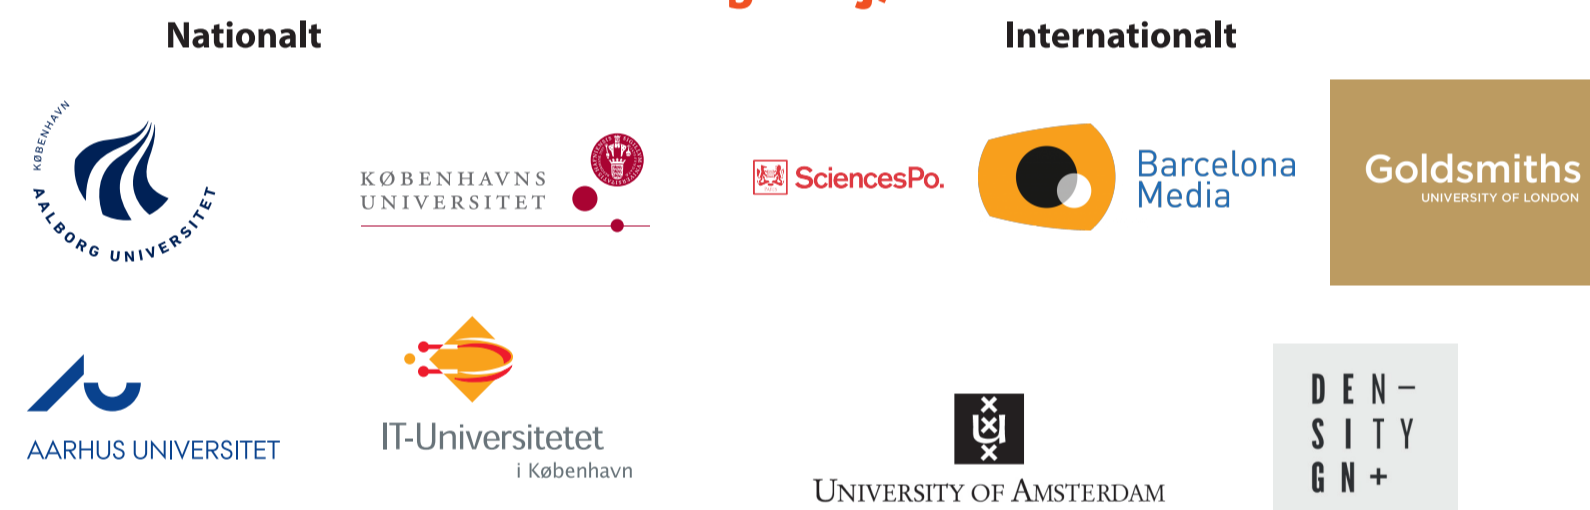 Nationalt
Internationalt
KØBENHAVN
AALBORG UNIVERSITET
KØBENHAVNS
UNIVERSITET
SciencesPo.
Barcelona
Media
Goldsmiths
UNIVERSITY OF LONDON
AARHUS UNIVERSITET
IT-Universitetet
i København
UNIVERSITY OF AMSTERDAM
DEN–
SITY
GN+